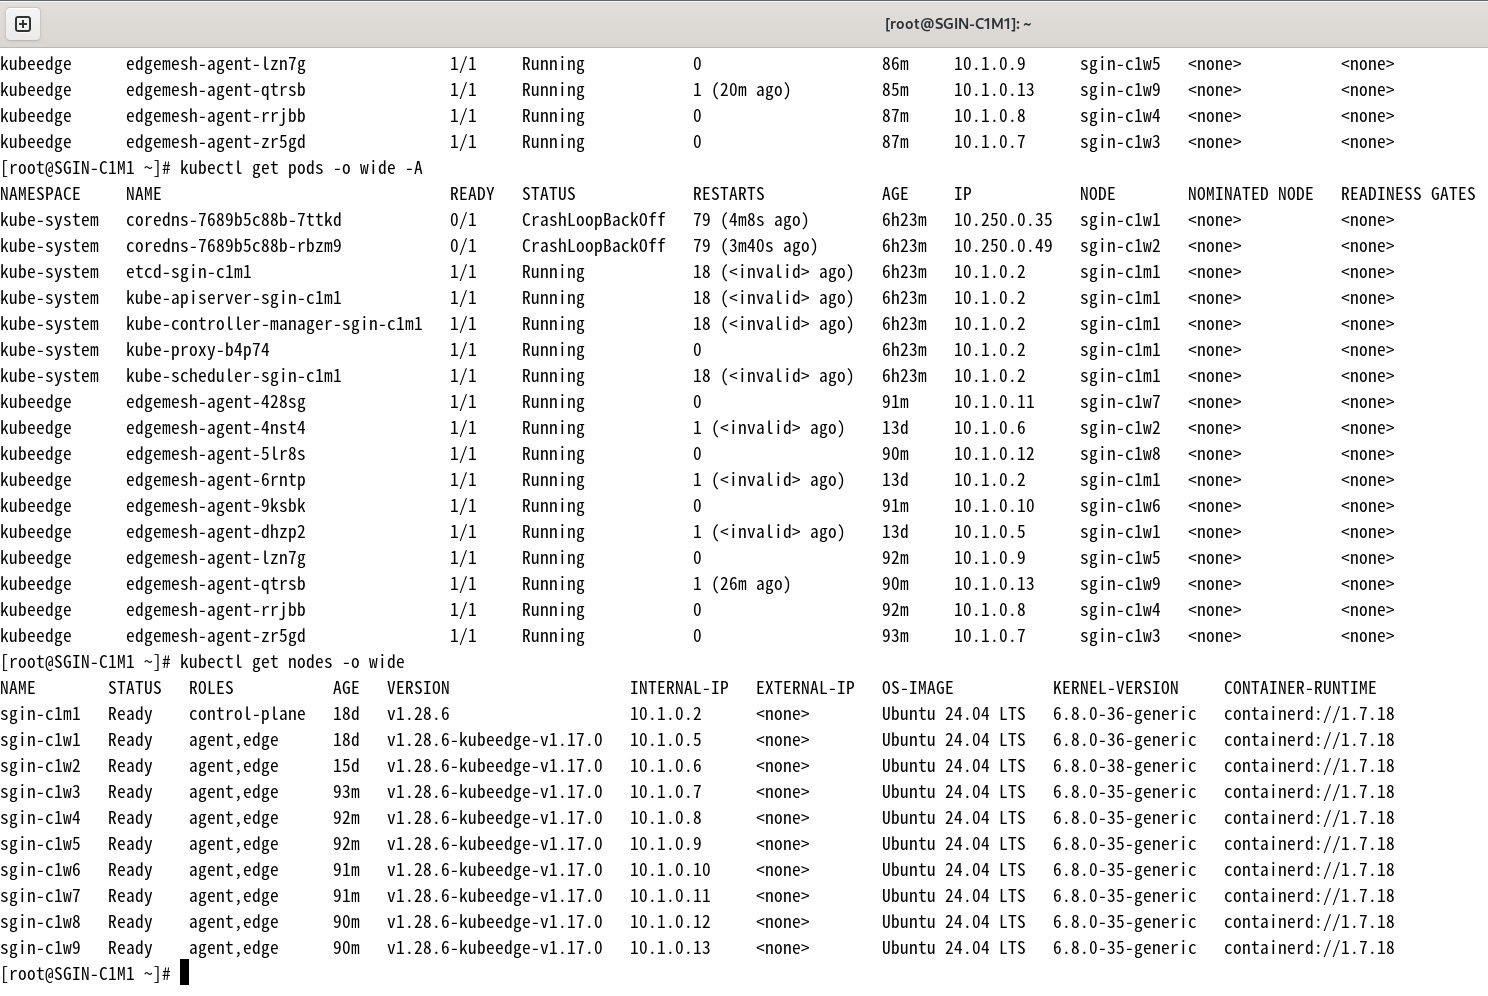 [root@SGIN-C1M1]: ~
kubeedge edgemesh-agent-lzn7g 1/1 Running 0 86m 10.1.0.9 sgin-c1w5 <none> <none>
kubeedge edgemesh-agent-qtrsb 1/1 Running 1 (20m ago) 85m 10.1.0.13 sgin-c1w9 <none> <none>
kubeedge edgemesh-agent-rrjbb 1/1 Running 0 87m 10.1.0.8 sgin-c1w4 <none> <none>
kubeedge edgemesh-agent-zr5gd 1/1 Running 0 87m 10.1.0.7 sgin-c1w3 <none> <none>
[root@SGIN-C1M1 ~]# kubectl get pods -o wide -A
NAMESPACE NAME READY STATUS RESTARTS AGE IP NODE NOMINATED NODE READINESS GATES
kube-system coredns-7689b5c88b-7ttkd 0/1 CrashLoopBackOff 79 (4m8s ago) 6h23m 10.250.0.35 sgin-c1w1 <none> <none>
kube-system coredns-7689b5c88b-rbzm9 0/1 CrashLoopBackOff 79 (3m40s ago) 6h23m 10.250.0.49 sgin-c1w2 <none> <none>
kube-system etcd-sgin-c1m1 1/1 Running 18 (<invalid> ago) 6h23m 10.1.0.2 sgin-c1m1 <none> <none>
kube-system kube-apiserver-sgin-c1m1 1/1 Running 18 (<invalid> ago) 6h23m 10.1.0.2 sgin-c1m1 <none> <none>
kube-system kube-controller-manager-sgin-c1m1 1/1 Running 18 (<invalid> ago) 6h23m 10.1.0.2 sgin-c1m1 <none> <none>
kube-system kube-proxy-b4p74 1/1 Running 0 6h23m 10.1.0.2 sgin-c1m1 <none> <none>
kube-system kube-scheduler-sgin-c1m1 1/1 Running 18 (<invalid> ago) 6h23m 10.1.0.2 sgin-c1m1 <none> <none>
kubeedge edgemesh-agent-428sg 1/1 Running 0 91m 10.1.0.11 sgin-c1w7 <none> <none>
kubeedge edgemesh-agent-4nst4 1/1 Running 1 (<invalid> ago) 13d 10.1.0.6 sgin-c1w2 <none> <none>
kubeedge edgemesh-agent-5lr8s 1/1 Running 0 90m 10.1.0.12 sgin-c1w8 <none> <none>
kubeedge edgemesh-agent-6rntp 1/1 Running 1 (<invalid> ago) 13d 10.1.0.2 sgin-c1m1 <none> <none>
kubeedge edgemesh-agent-9ksbk 1/1 Running 0 91m 10.1.0.10 sgin-c1w6 <none> <none>
kubeedge edgemesh-agent-dhzp2 1/1 Running 1 (<invalid> ago) 13d 10.1.0.5 sgin-c1w1 <none> <none>
kubeedge edgemesh-agent-lzn7g 1/1 Running 0 92m 10.1.0.9 sgin-c1w5 <none> <none>
kubeedge edgemesh-agent-qtrsb 1/1 Running 1 (26m ago) 90m 10.1.0.13 sgin-c1w9 <none> <none>
kubeedge edgemesh-agent-rrjbb 1/1 Running 0 92m 10.1.0.8 sgin-c1w4 <none> <none>
kubeedge edgemesh-agent-zr5gd 1/1 Running 0 93m 10.1.0.7 sgin-c1w3 <none> <none>
[root@SGIN-C1M1 ~]# kubectl get nodes -o wide
NAME STATUS ROLES AGE VERSION INTERNAL-IP EXTERNAL-IP OS-IMAGE KERNEL-VERSION CONTAINER-RUNTIME
sgin-c1m1 Ready control-plane 18d v1.28.6 10.1.0.2 <none> Ubuntu 24.04 LTS 6.8.0-36-generic containerd://1.7.18
sgin-c1w1 Ready agent,edge 18d v1.28.6-kubeedge-v1.17.0 10.1.0.5 <none> Ubuntu 24.04 LTS 6.8.0-36-generic containerd://1.7.18
sgin-c1w2 Ready agent,edge 15d v1.28.6-kubeedge-v1.17.0 10.1.0.6 <none> Ubuntu 24.04 LTS 6.8.0-38-generic containerd://1.7.18
sgin-c1w3 Ready agent,edge 93m v1.28.6-kubeedge-v1.17.0 10.1.0.7 <none> Ubuntu 24.04 LTS 6.8.0-35-generic containerd://1.7.18
sgin-c1w4 Ready agent,edge 92m v1.28.6-kubeedge-v1.17.0 10.1.0.8 <none> Ubuntu 24.04 LTS 6.8.0-35-generic containerd://1.7.18
sgin-c1w5 Ready agent,edge 92m v1.28.6-kubeedge-v1.17.0 10.1.0.9 <none> Ubuntu 24.04 LTS 6.8.0-35-generic containerd://1.7.18
sgin-c1w6 Ready agent,edge 91m v1.28.6-kubeedge-v1.17.0 10.1.0.10 <none> Ubuntu 24.04 LTS 6.8.0-35-generic containerd://1.7.18
sgin-c1w7 Ready agent,edge 91m v1.28.6-kubeedge-v1.17.0 10.1.0.11 <none> Ubuntu 24.04 LTS 6.8.0-35-generic containerd://1.7.18
sgin-c1w8 Ready agent,edge 90m v1.28.6-kubeedge-v1.17.0 10.1.0.12 <none> Ubuntu 24.04 LTS 6.8.0-35-generic containerd://1.7.18
sgin-c1w9 Ready agent,edge 90m v1.28.6-kubeedge-v1.17.0 10.1.0.13 <none> Ubuntu 24.04 LTS 6.8.0-35-generic containerd://1.7.18
[root@SGIN-C1M1 ~]#